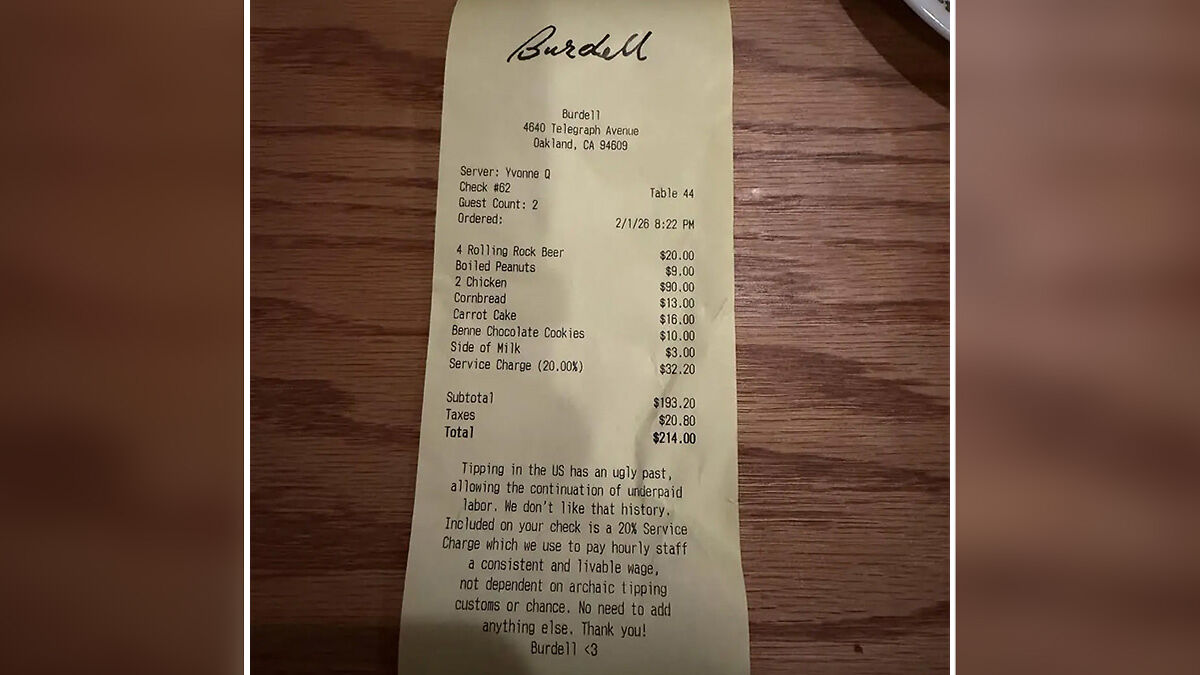 Burdell
Burdell
4640 Telegraph Avenue
Oakland, CA 94609
Server: Yvonne Q
Check #62 Table 44
Guest Count: 2
Ordered: 2/1/26 8:22 PM
4 Rolling Rock Beer $20.00
Boiled Peanuts $9.00
2 Chicken $90.00
Cornbread $13.00
Carrot Cake $16.00
Benne Chocolate Cookies $10.00
Side of Milk $3.00
Service Charge (20.00%) $32.20
Subtotal $193.20
Taxes $20.80
Total $214.00
Tipping in the US has an ugly past,
allowing the continuation of underpaid
labor. We don't like that history.
Included on your check is a 20% Service
Charge which we use to pay hourly staff
a consistent and livable wage,
not dependent on archaic tipping
customs or chance. No need to add
anything else. Thank you!
Burdell <3